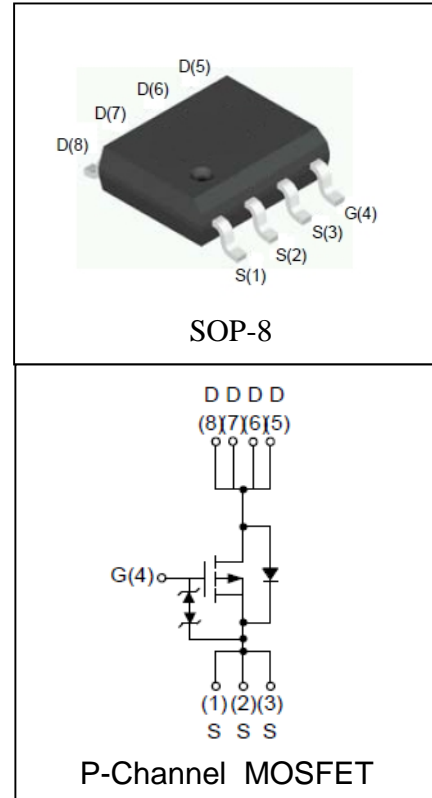 D(5)
D(6)
D(7)
D(8)
G(4)
S(3)
S(2)
S(1)
SOP-8
D D D D
(8)(7)(6)(5)
G(4)
(1) (2) (3)
S S S
P-Channel MOSFET